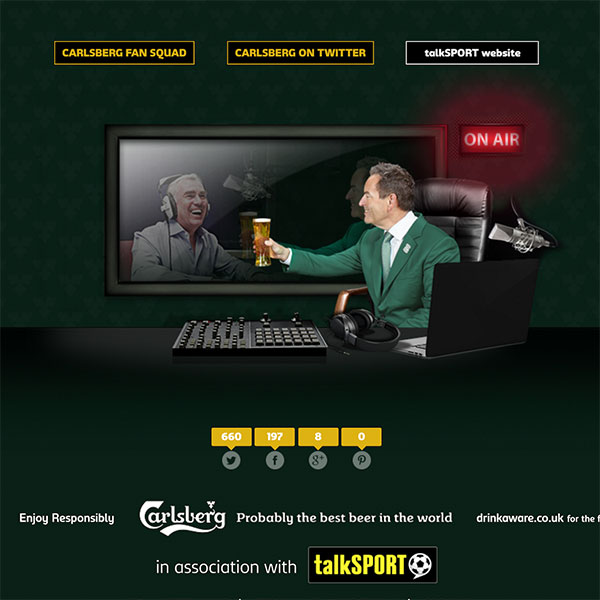 CARLSBERG FAN SQUAD
CARLSBERG ON TWITTER
talkSPORT website
ON AIR
660
197
8
0
Enjoy Responsibly
Carlsberg
Probably the best beer in the world
drinkaware.co.uk for the f
in association with
talkSPORT